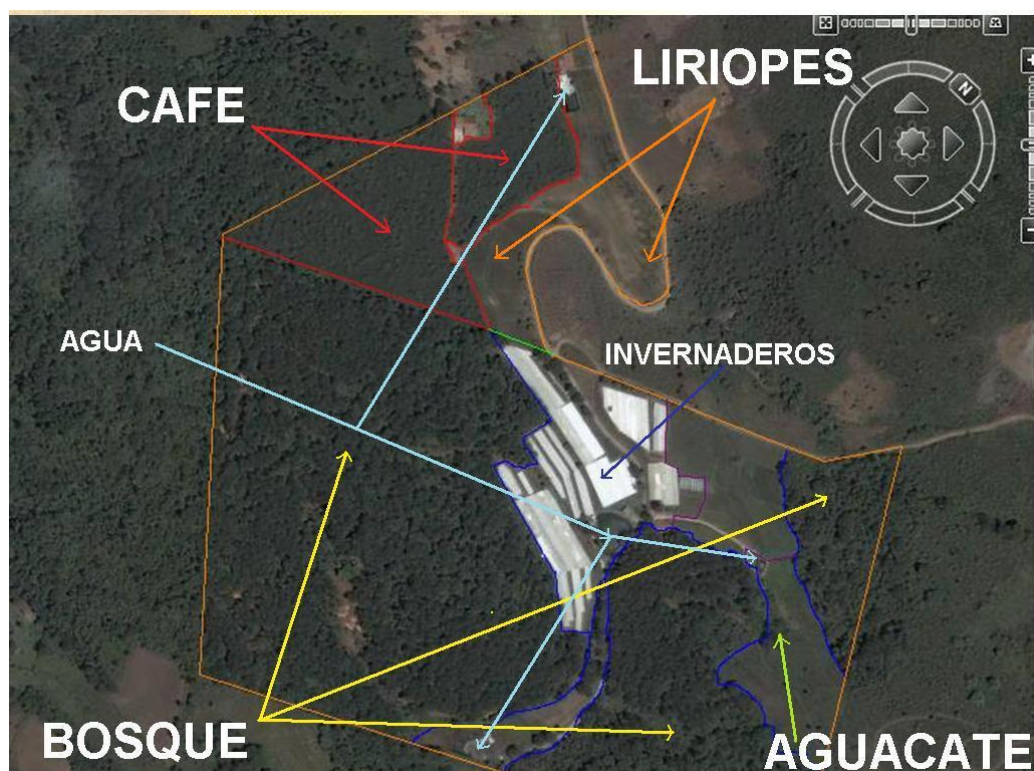 LIRIOPES
CAFE
N
AGUA
INVERNADEROS
BOSQUE
AGUACATE